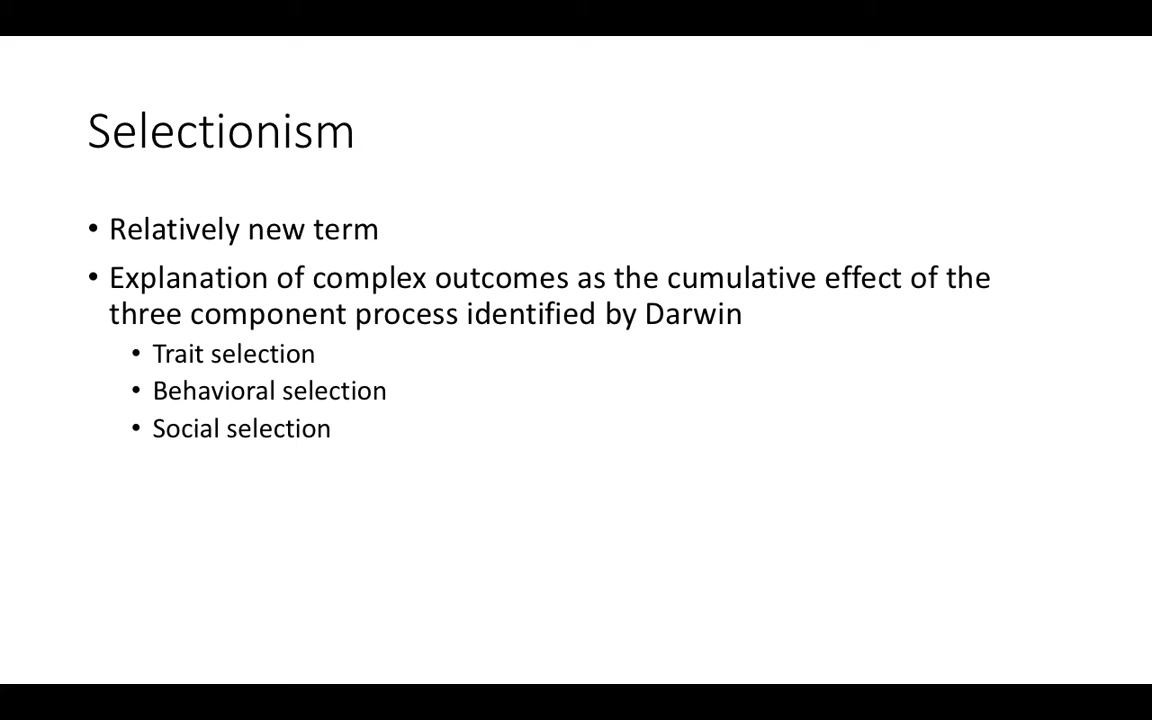 Selectionism
• Relatively new term
• Explanation of complex outcomes as the cumulative effect of the
three component process identified by Darwin
• Trait selection
• Behavioral selection
• Social selection